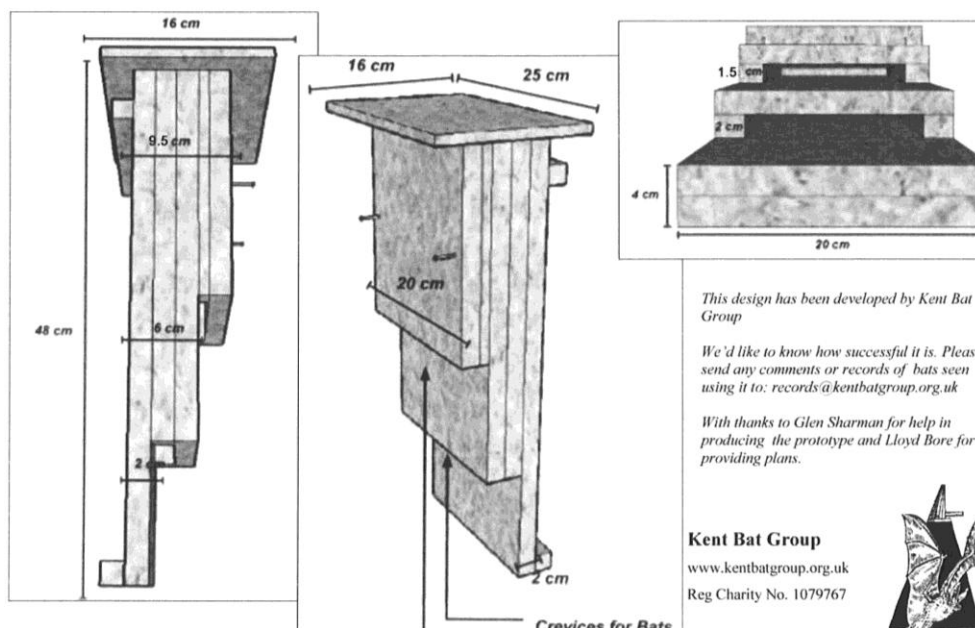 16 cm
9.5 cm
48 cm
6 cm
2
16 cm
25 cm
20 cm
2 cm
Crevices for Bats
1.5 cm
2 cm
4 cm
20 cm
This design has been developed by Kent Bat
Group
We'd like to know how successful it is. Pleas
send any comments or records of bats seen
using it to: records@kentbatgroup.org.uk
With thanks to Glen Sharman for help in
producing the prototype and Lloyd Bore for
providing plans.
Kent Bat Group
www.kentbatgroup.org.uk
Reg Charity No. 1079767